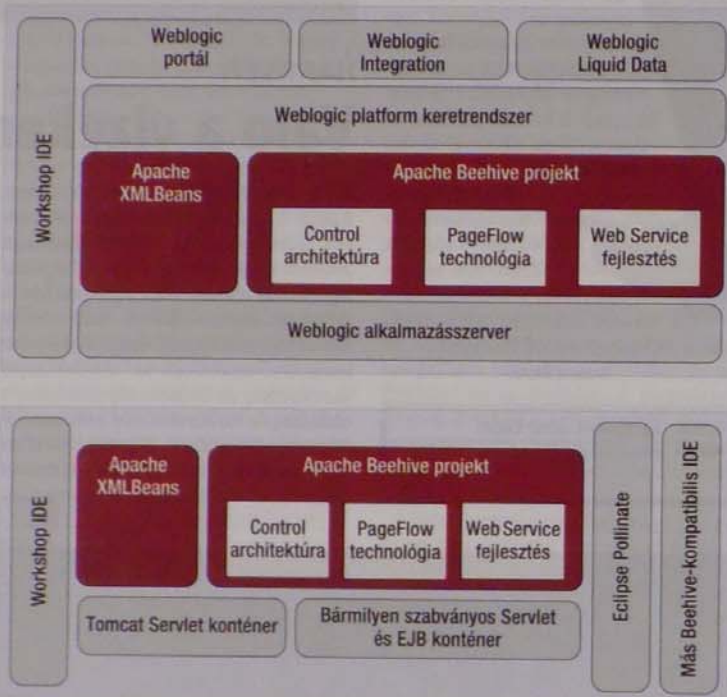 Workshop IDE
Weblogic
portál
Weblogic
Integration
Weblogic
Liquid Data
Weblogic platform keretrendszer
Apache
XMLBeans
Apache Beehive projekt
Control
architektúra
PageFlow
technológia
Web Service
fejlesztés
Weblogic alkalmazásszerver
Workshop IDE
Apache
XMLBeans
Apache Beehive projekt
Control
architektúra
PageFlow
technológia
Web Service
fejlesztés
Tomcat Servlet konténer
Bármilyen szabványos Servlet
és EJB konténer
Eclipse Pollinate
Más Beehive-kompatibilis IDE